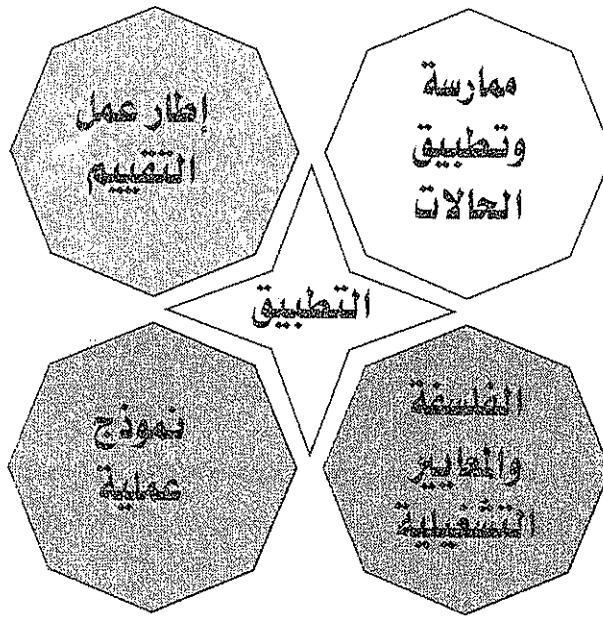 ممارسة
وتطبيق
الحالات
إطار عمل
التقييم
التطبيق
الفلسفة
والمعايير
التشغيلية
نموذج
عملية